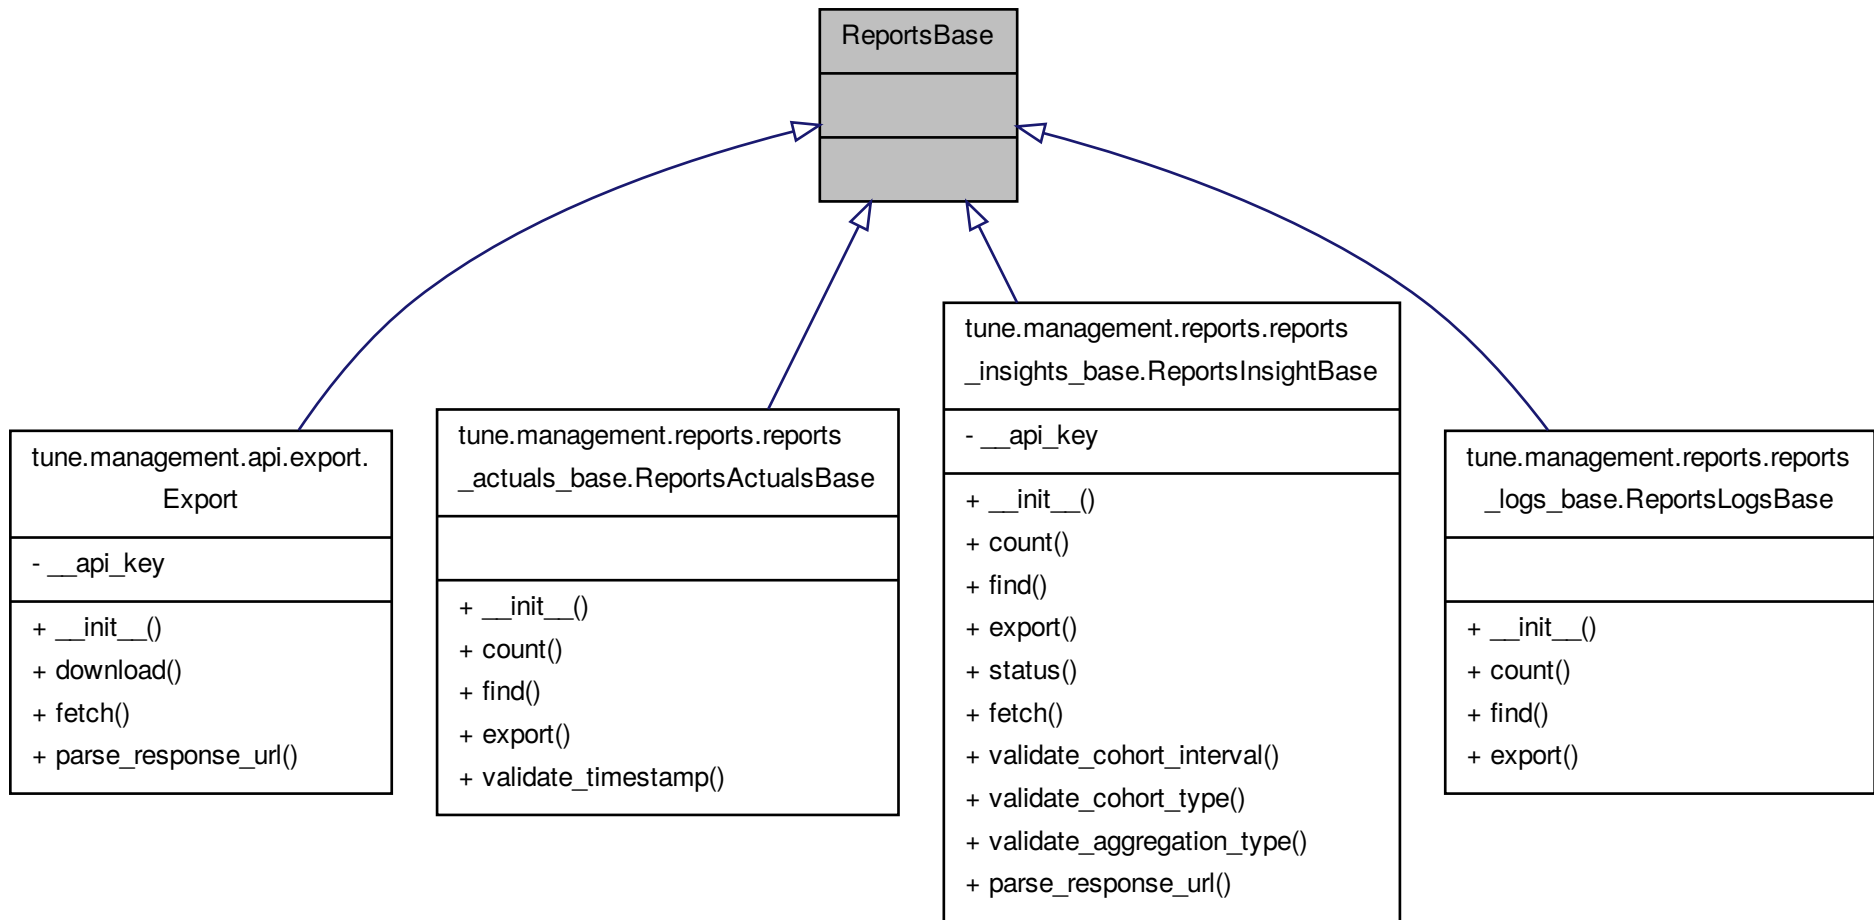 ReportsBase
tune.management.api.export.
Export
- __api_key
+ __init__()
+ download()
+ fetch()
+ parse_response_url()
tune.management.reports.reports
_actuals_base.ReportsActualsBase
+ __init__()
+ count()
+ find()
+ export()
+ validate_timestamp()
tune.management.reports.reports
_insights_base.ReportsInsightBase
- __api_key
+ __init__()
+ count()
+ find()
+ export()
+ status()
+ fetch()
+ validate_cohort_interval()
+ validate_cohort_type()
+ validate_aggregation_type()
+ parse_response_url()
tune.management.reports.reports
_logs_base.ReportsLogsBase
+ __init__()
+ count()
+ find()
+ export()